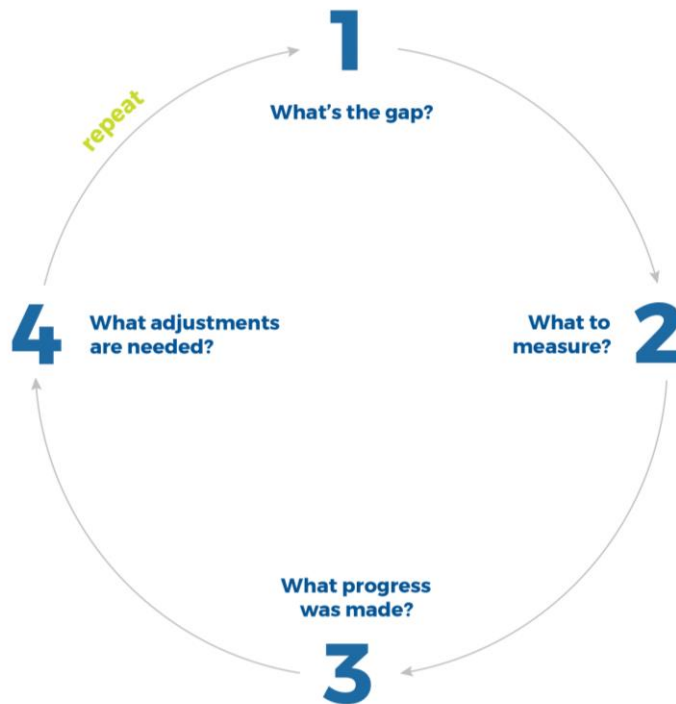 1
What's the gap?
2
What to
measure?
3
What progress
was made?
4
What adjustments
are needed?
repeat